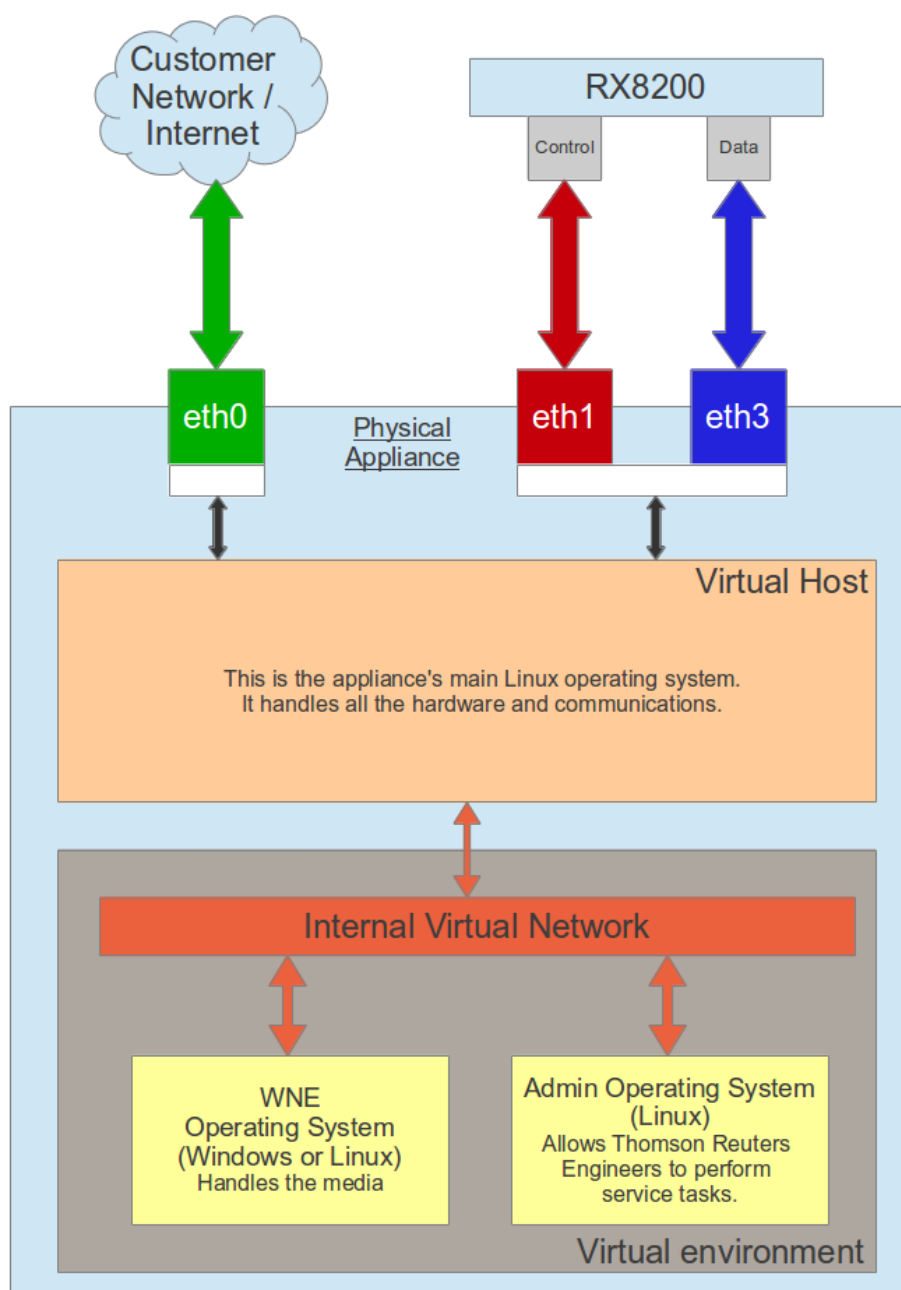 Customer
Network /
Internet
RX8200
Control
Data
eth0
Physical
Appliance
eth1
eth3
Virtual Host
This is the appliance's main Linux operating system.
It handles all the hardware and communications.
Internal Virtual Network
WNE
Operating System
(Windows or Linux)
Handles the media
Admin Operating System
(Linux)
Allows Thomson Reuters
Engineers to perform
service tasks.
Virtual environment